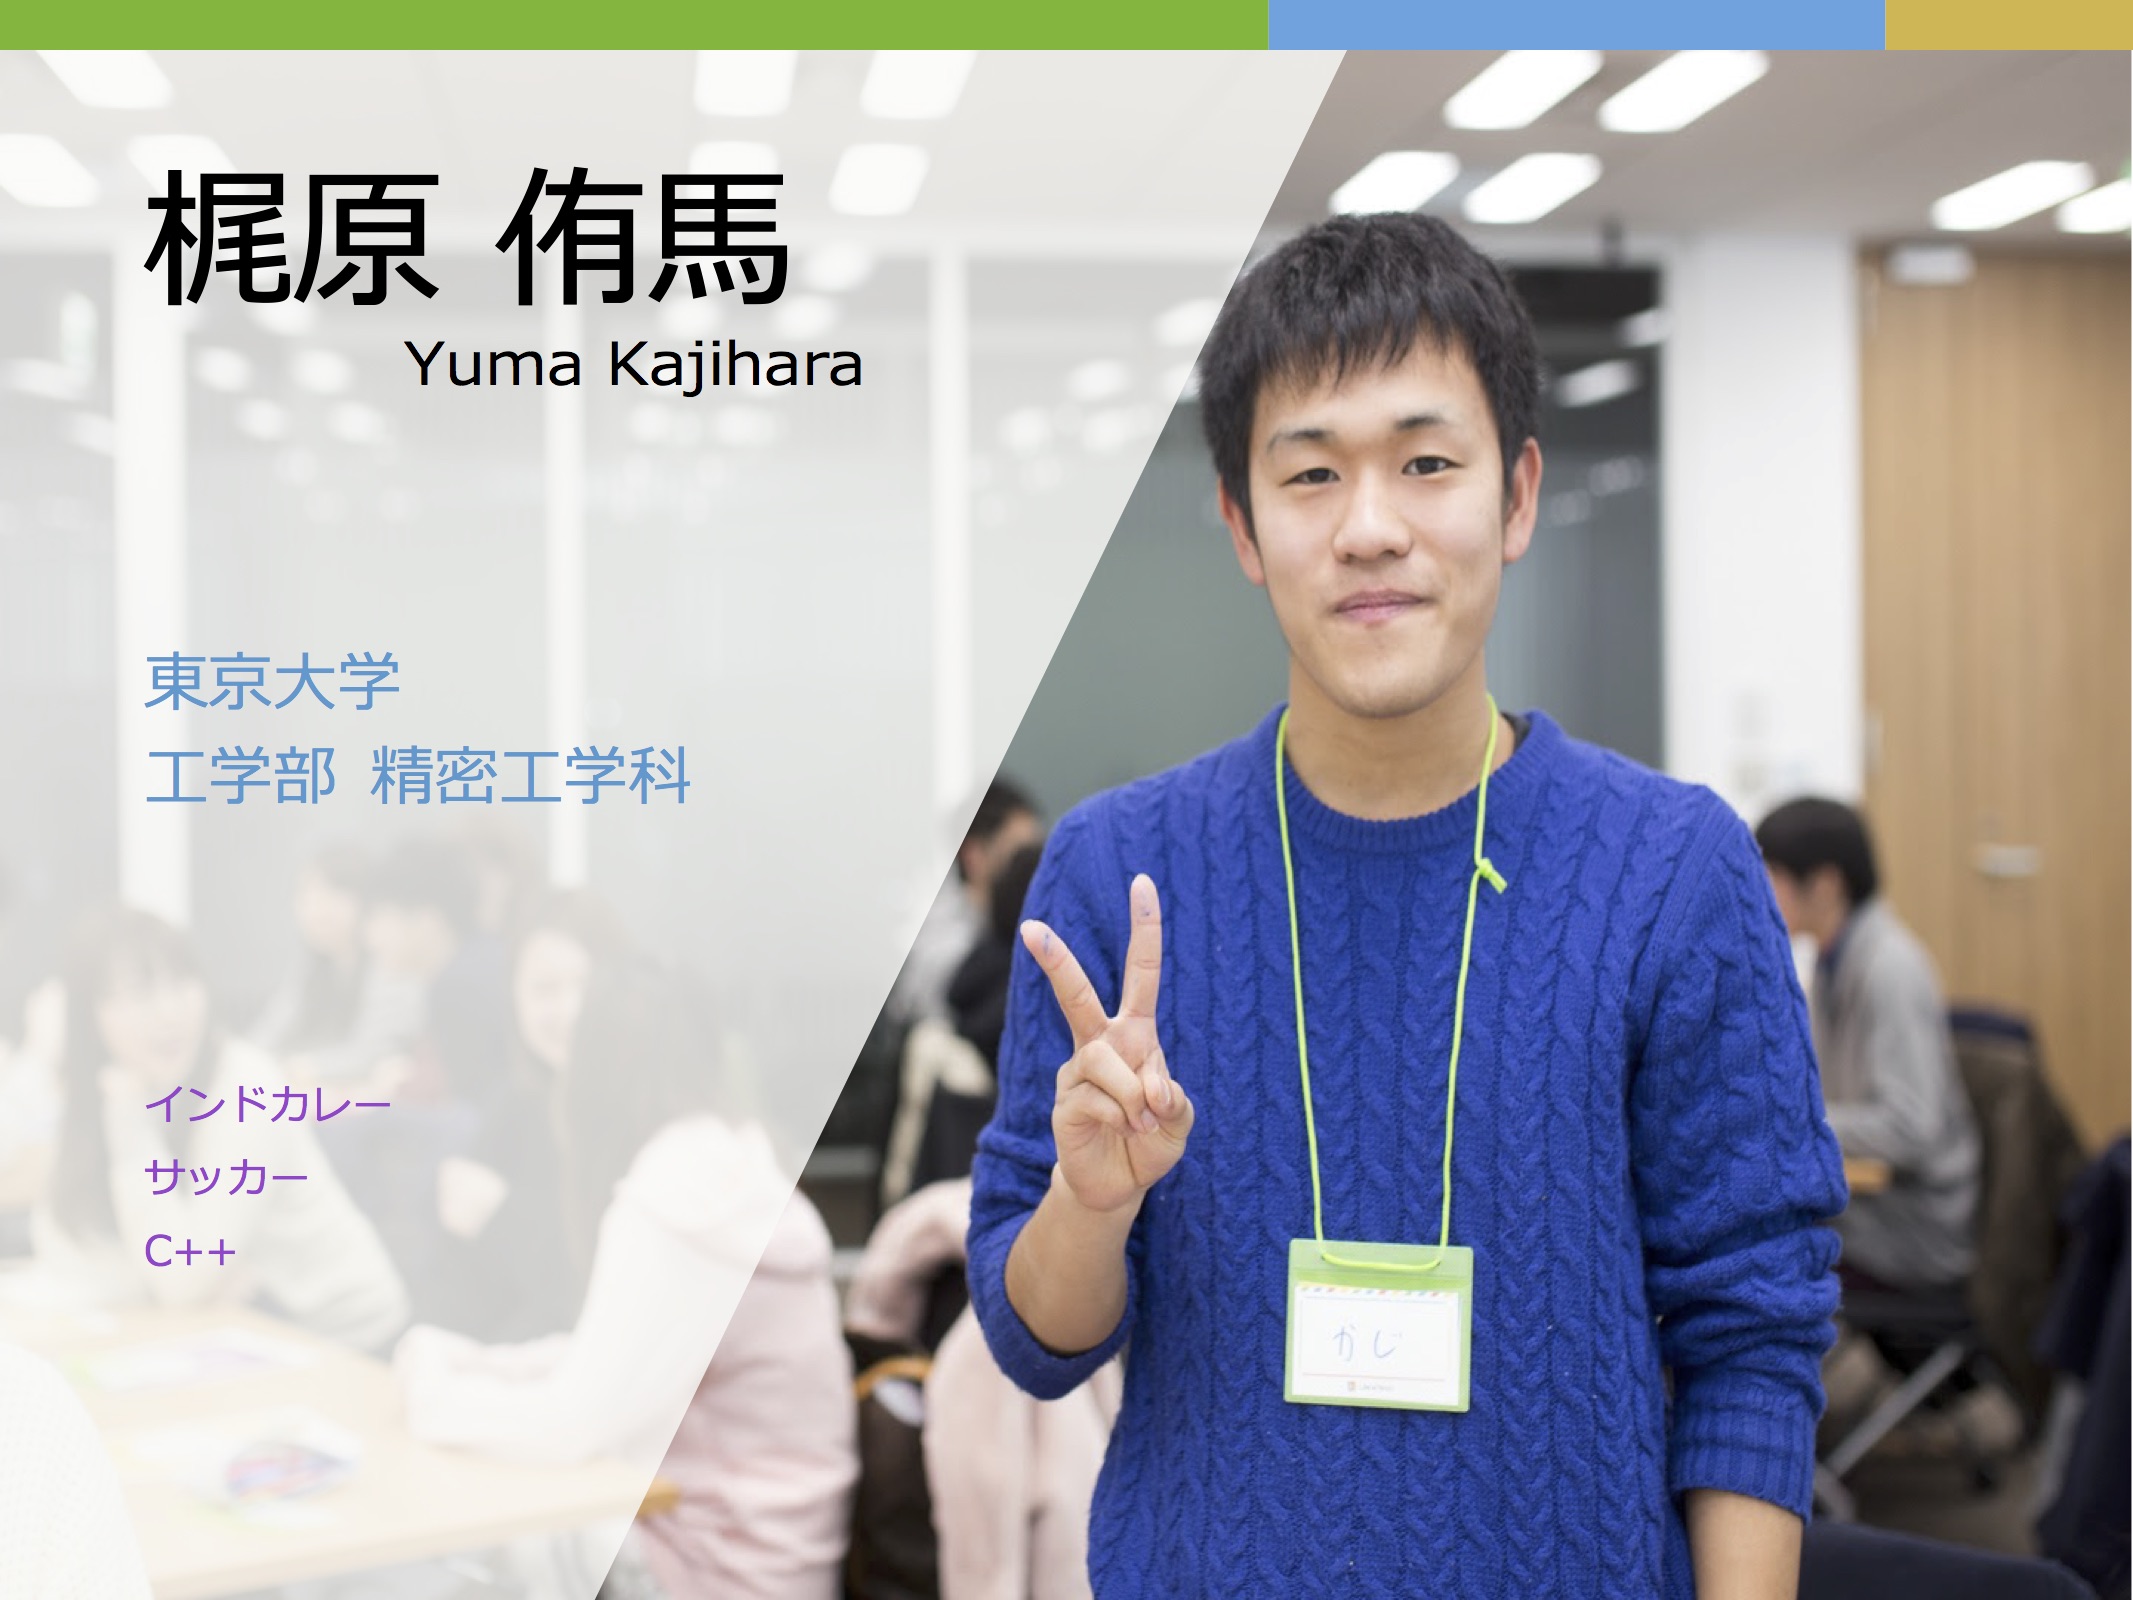 梶原 侑馬
Yuma Kajihara
東京大学
工学部 精密工学科
インドカレー
サッカー
C++
かじ